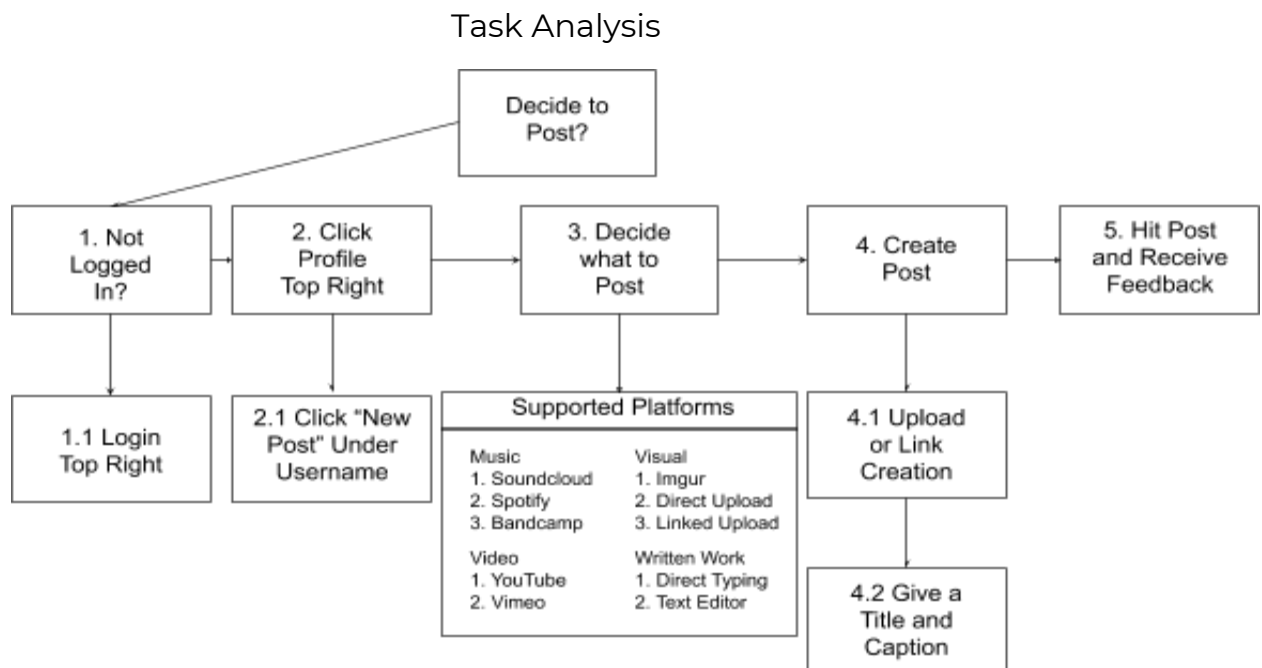 Task Analysis
Decide to
Post?
1. Not
Logged
In?
2. Click
Profile
Top Right
3. Decide
what to
Post
4. Create
Post
5. Hit Post
and Receive
Feedback
1.1 Login
Top Right
2.1 Click “New
Post” Under
Username
Supported Platforms
Music
1. Soundcloud
2. Spotify
3. Bandcamp
Visual
1. Imgur
2. Direct Upload
3. Linked Upload
Video
1. YouTube
2. Vimeo
Written Work
1. Direct Typing
2. Text Editor
4.1 Upload
or Link
Creation
4.2 Give a
Title and
Caption